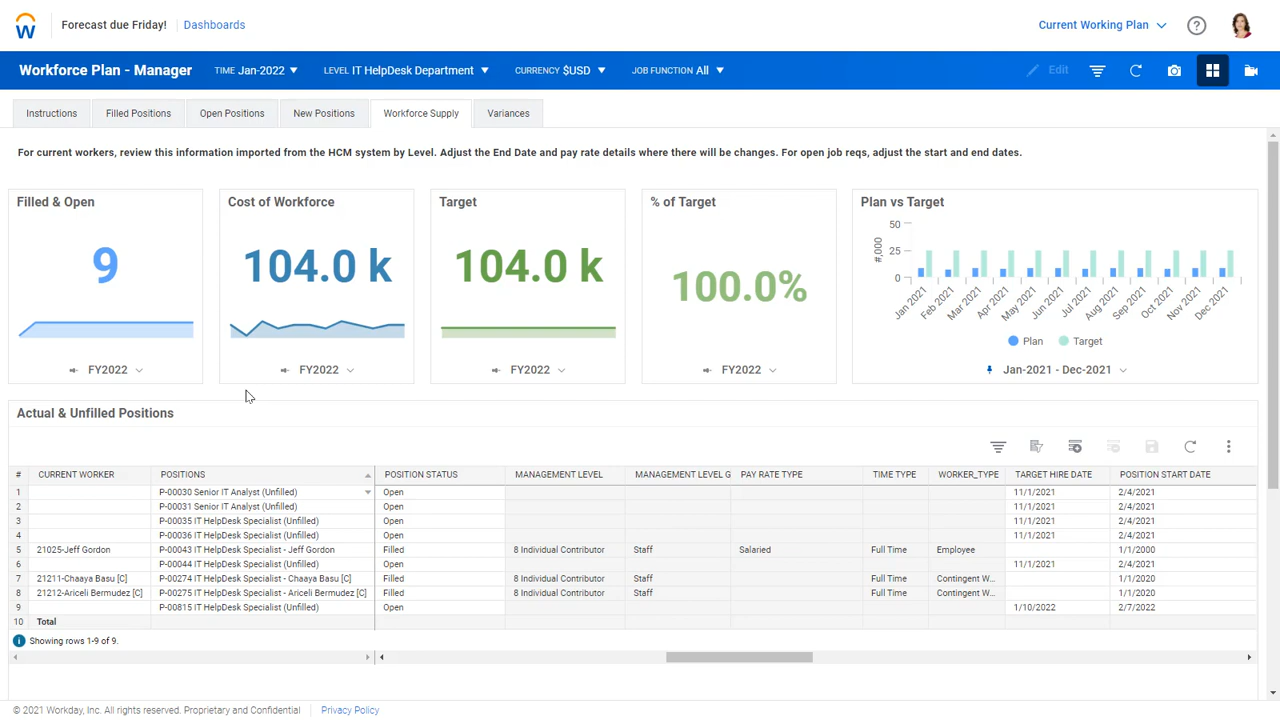 Forecast due Friday! Dashboards Current Working Plan
Workforce Plan - Manager TIME Jan-2022 LEVEL IT HelpDesk Department CURRENCY $USD JOB FUNCTION All Edit
Instructions Filled Positions Open Positions New Positions Workforce Supply Variances
For current workers, review this information imported from the HCM system by Level. Adjust the End Date and pay rate details where there will be changes. For open job reqs, adjust the start and end dates.
Filled & Open
9
FY2022
Cost of Workforce
104.0 k
FY2022
Target
104.0 k
FY2022
% of Target
100.0%
FY2022
Plan vs Target
#,000
50
25
0
Jan 2021 Feb 2021 Mar 2021 Apr 2021 May 2021 Jun 2021 Jul 2021 Aug 2021 Sep 2021 Oct 2021 Nov 2021 Dec 2021
Plan Target
Jan-2021 - Dec-2021
Actual & Unfilled Positions
# CURRENT WORKER POSITIONS POSITION STATUS MANAGEMENT LEVEL MANAGEMENT LEVEL G PAY RATE TYPE TIME TYPE WORKER_TYPE TARGET HIRE DATE POSITION START DATE
1 P-00030 Senior IT Analyst (Unfilled) Open 11/1/2021 2/4/2021
2 P-00031 Senior IT Analyst (Unfilled) Open 11/1/2021 2/4/2021
3 P-00035 IT HelpDesk Specialist (Unfilled) Open 11/1/2021 2/4/2021
4 P-00036 IT HelpDesk Specialist (Unfilled) Open 11/1/2021 2/4/2021
5 21025-Jeff Gordon P-00043 IT HelpDesk Specialist - Jeff Gordon Filled 8 Individual Contributor Staff Salaried Full Time Employee 1/1/2000
6 P-00044 IT HelpDesk Specialist (Unfilled) Open 11/1/2021 2/4/2021
7 21211-Chaaya Basu [C] P-00274 IT HelpDesk Specialist - Chaaya Basu [C] Filled 8 Individual Contributor Staff Full Time Contingent W... 1/1/2020
8 21212-Ariceli Bermudez [C] P-00275 IT HelpDesk Specialist - Ariceli Bermudez [C] Filled 8 Individual Contributor Staff Full Time Contingent W... 1/1/2020
9 P-00815 IT HelpDesk Specialist (Unfilled) Open 1/10/2022 2/7/2022
10 Total
Showing rows 1-9 of 9.
© 2021 Workday, Inc. All rights reserved. Proprietary and Confidential Privacy Policy